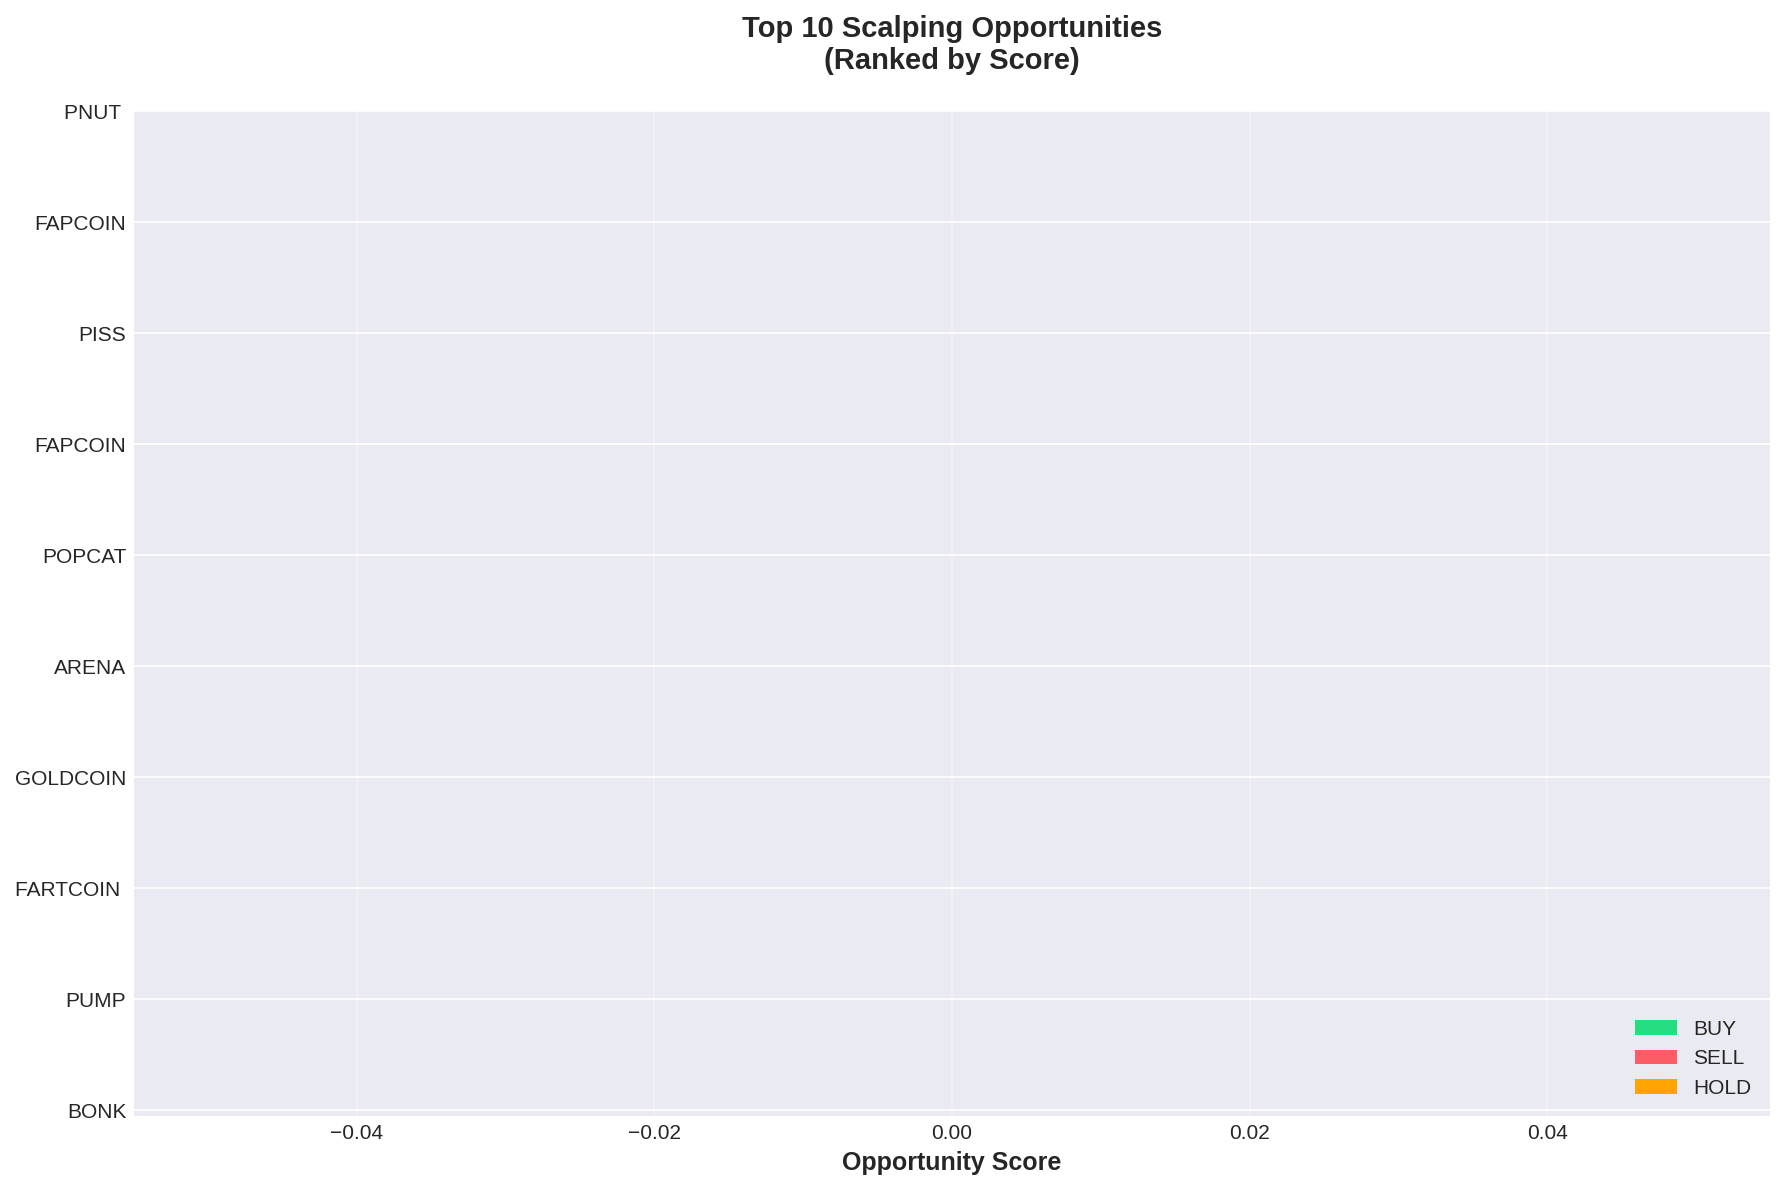 Top 10 Scalping Opportunities
(Ranked by Score)
PNUT
FAPCOIN
PISS
FAPCOIN
POPCAT
ARENA
GOLDCOIN
FARTCOIN
PUMP
BONK
BUY
SELL
HOLD
−0.04 −0.02 0.00 0.02 0.04
Opportunity Score